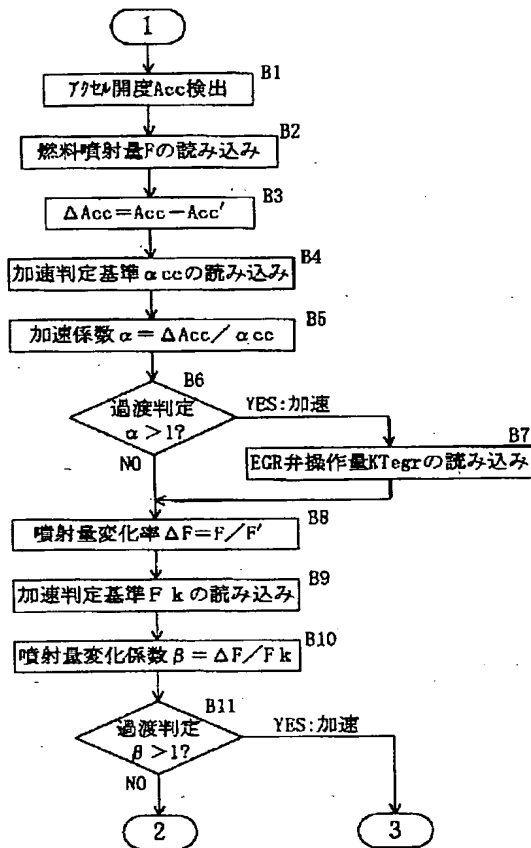 1
B1
アクセル開度Acc検出
B2
燃料噴射量Fの読み込み
B3
ΔAcc=Acc-Acc′
B4
加速判定基準αccの読み込み
B5
加速係数α=ΔAcc/αcc
B6
過渡判定
α>1?
YES:加速
NO
B7
EGR弁操作量KTegrの読み込み
B8
噴射量変化率ΔF=F/F′
B9
加速判定基準Fkの読み込み
B10
噴射量変化係数β=ΔF/Fk
B11
過渡判定
β>1?
YES:加速
NO
2
3